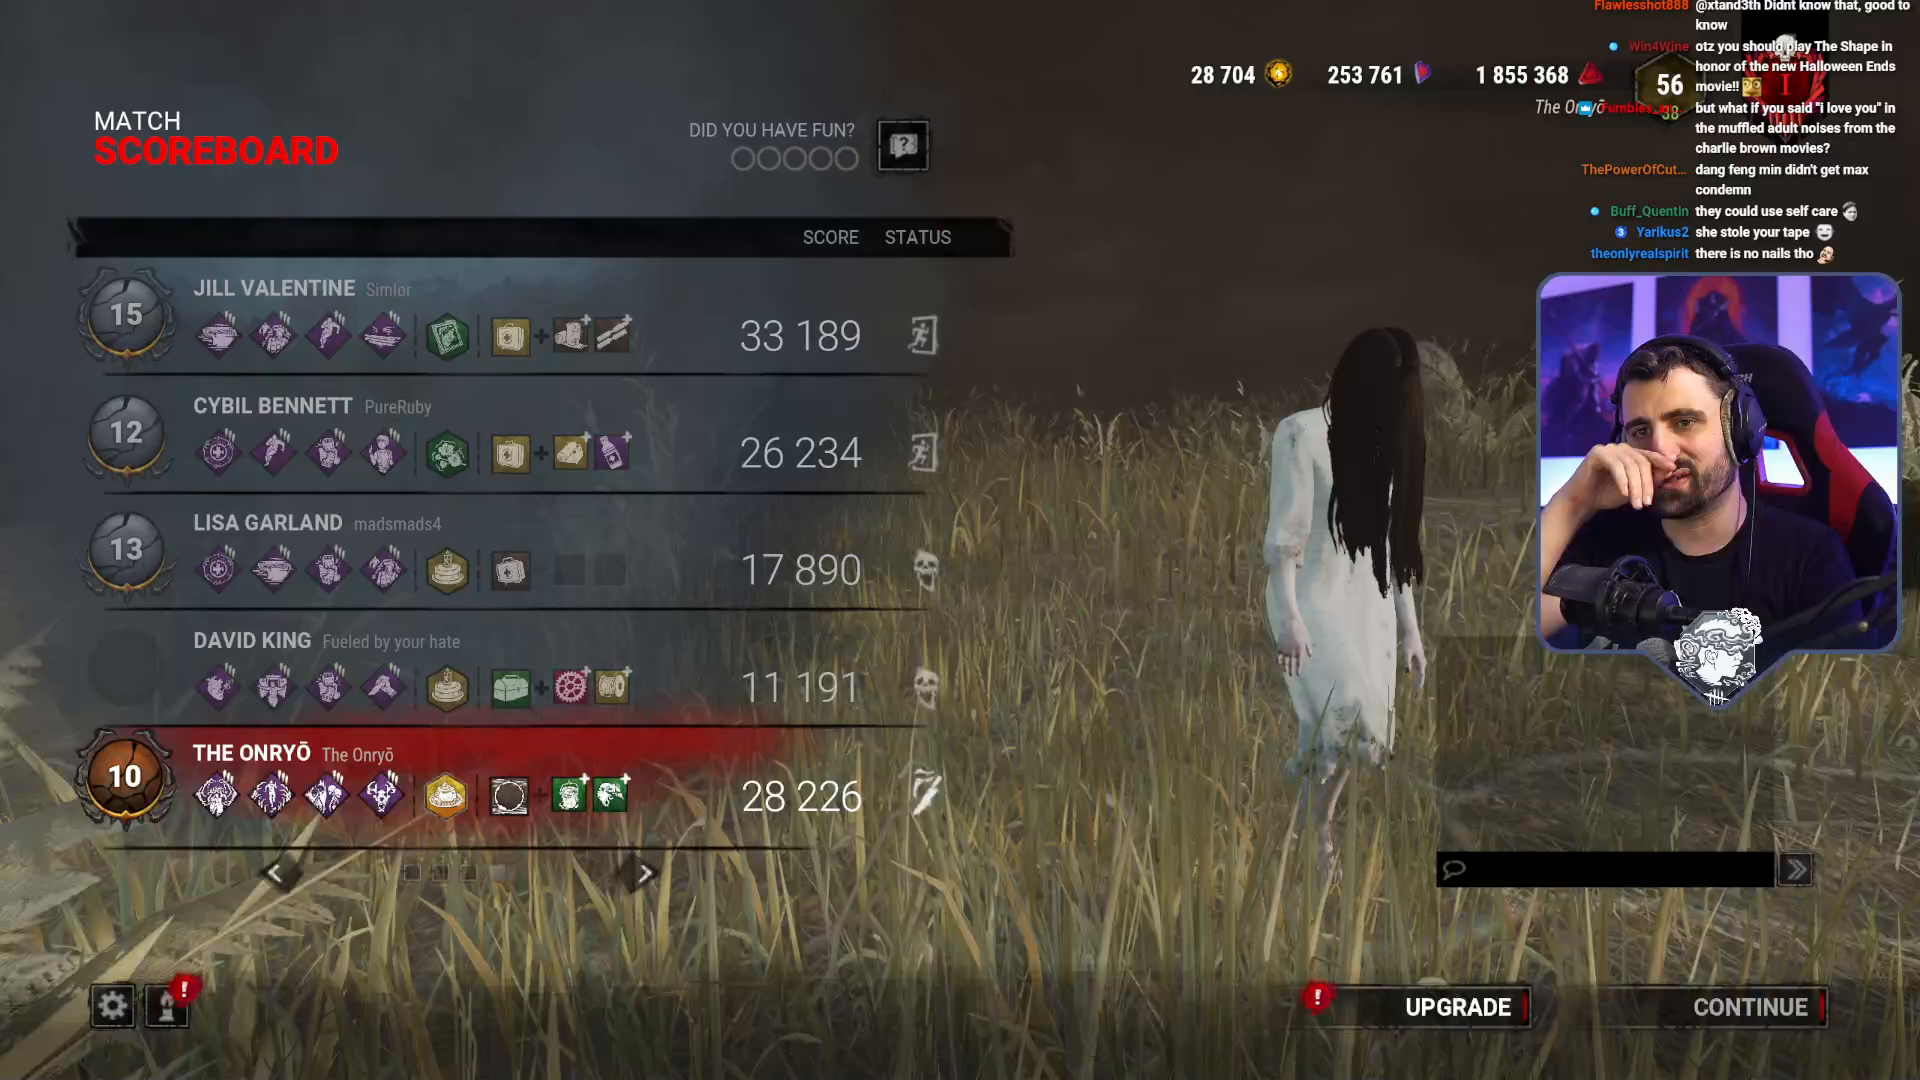 MATCH
SCOREBOARD
DID YOU HAVE FUN?
28 704
253 761
1 855 368
56
38
I
SCORE STATUS
15
JILL VALENTINE Simlor
33 189
12
CYBIL BENNETT PureRuby
26 234
13
LISA GARLAND madsmads4
17 890
DAVID KING Fueled by your hate
11 191
10
THE ONRYŌ The Onryō
28 226
UPGRADE
CONTINUE
Flawlesshot888 @xtand3th Didnt know that, good to
know
Win4Wine otz you should play The Shape in
honor of the new Halloween Ends
movie!!
but what if you said "i love you" in
the muffled adult noises from the
charlie brown movies?
ThePowerOfCut... dang feng min didn't get max
condemn
Buff_Quentin they could use self care
3 Yarikus2 she stole your tape
theonlyrealspirit there is no nails tho